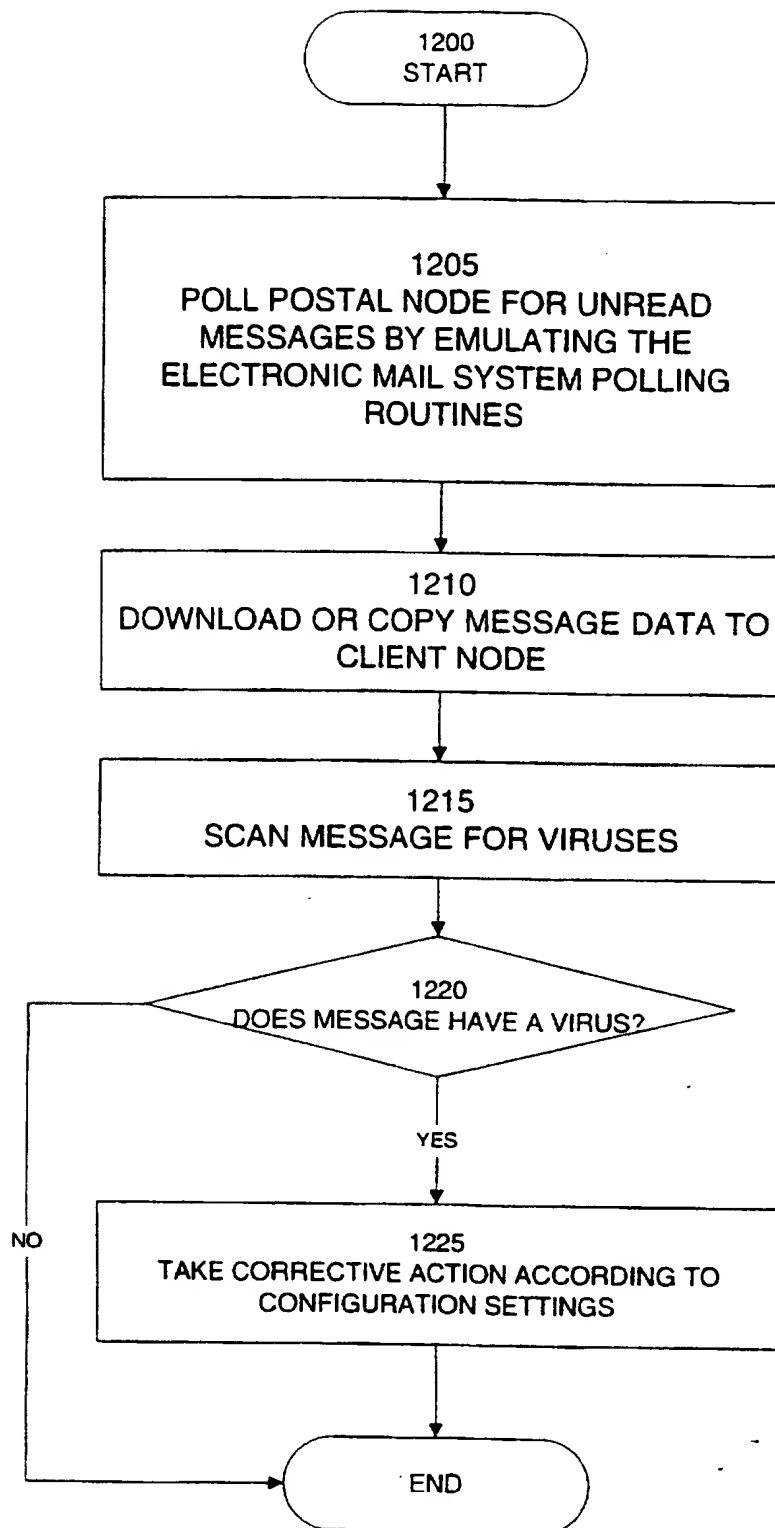 1200
START
1205
POLL POSTAL NODE FOR UNREAD
MESSAGES BY EMULATING THE
ELECTRONIC MAIL SYSTEM POLLING
ROUTINES
1210
DOWNLOAD OR COPY MESSAGE DATA TO
CLIENT NODE
1215
SCAN MESSAGE FOR VIRUSES
1220
DOES MESSAGE HAVE A VIRUS?
YES
NO
1225
TAKE CORRECTIVE ACTION ACCORDING TO
CONFIGURATION SETTINGS
END